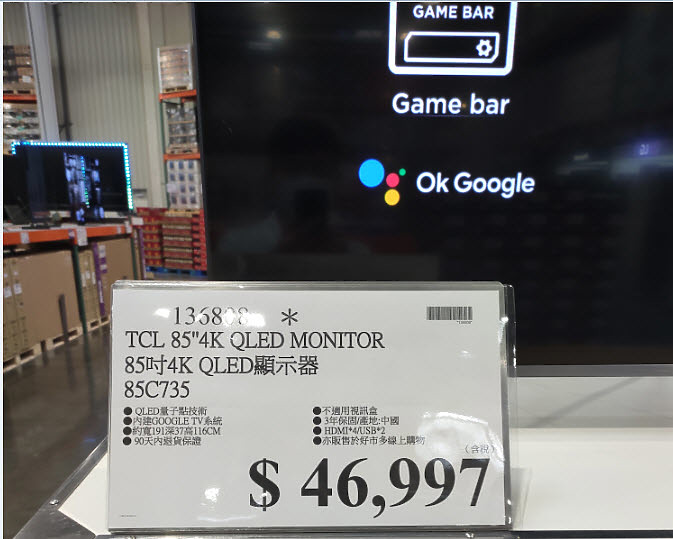 GAME BAR
Game bar
Ok Google
136808 *
TCL 85"4K QLED MONITOR
85吋4K QLED顯示器
85C735
●QLED量子點技術
●內建GOOGLE TV系統
●約寬191深37高116CM
●90天內退貨保證
●不適用視訊盒
●3年保固/產地:中國
●HDMI*4/USB*2
●亦販售於好市多線上購物
(含稅)
$ 46,997